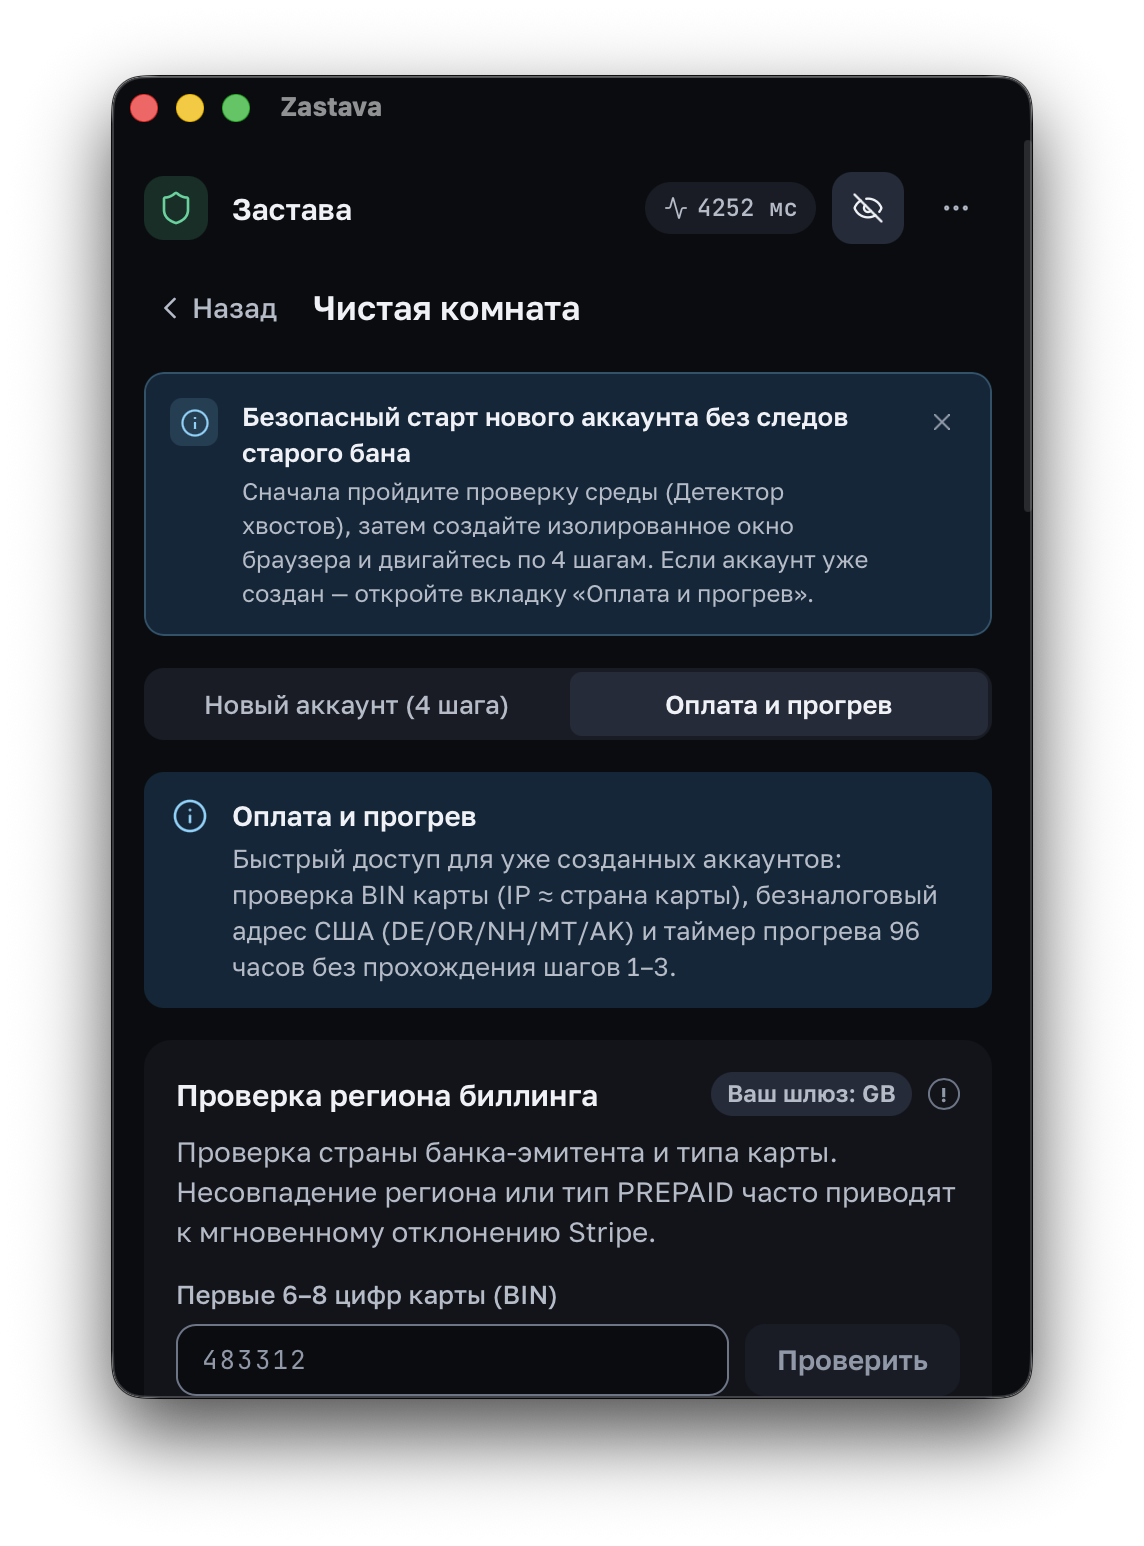 Zastava
Застава
4252 мс
Назад
Чистая комната
Безопасный старт нового аккаунта без следов
старого бана
Сначала пройдите проверку среды (Детектор
хвостов), затем создайте изолированное окно
браузера и двигайтесь по 4 шагам. Если аккаунт уже
создан — откройте вкладку «Оплата и прогрев».
Новый аккаунт (4 шага)
Оплата и прогрев
Оплата и прогрев
Быстрый доступ для уже созданных аккаунтов:
проверка BIN карты (IP ≈ страна карты), безналоговый
адрес США (DE/OR/NH/MT/AK) и таймер прогрева 96
часов без прохождения шагов 1–3.
Проверка региона биллинга
Ваш шлюз: GB
Проверка страны банка-эмитента и типа карты.
Несовпадение региона или тип PREPAID часто приводят
к мгновенному отклонению Stripe.
Первые 6–8 цифр карты (BIN)
483312
Проверить